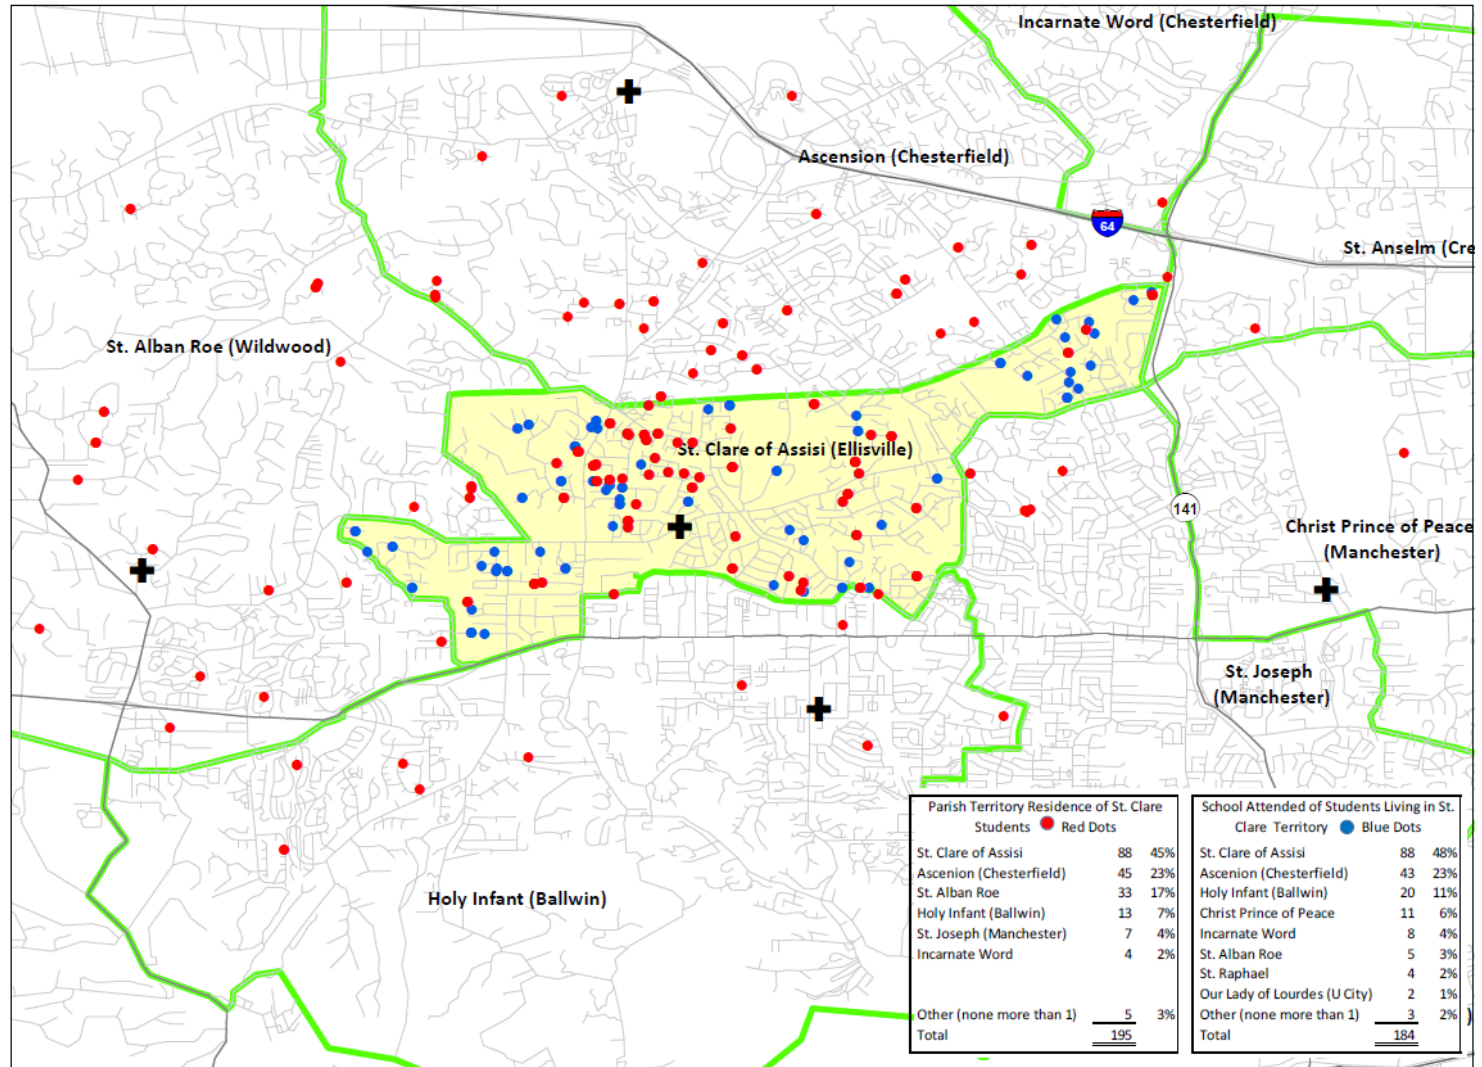 Incarnate Word (Chesterfield)
Ascension (Chesterfield)
64
St. Anselm (Cre
St. Alban Roe (Wildwood)
St. Clare of Assisi (Ellisville)
141
Christ Prince of Peace
(Manchester)
St. Joseph
(Manchester)
Holy Infant (Ballwin)
Parish Territory Residence of St. Clare
Students Red Dots
St. Clare of Assisi 88 45%
Ascenion (Chesterfield) 45 23%
St. Alban Roe 33 17%
Holy Infant (Ballwin) 13 7%
St. Joseph (Manchester) 7 4%
Incarnate Word 4 2%
Other (none more than 1) 5 3%
Total 195
School Attended of Students Living in St.
Clare Territory Blue Dots
St. Clare of Assisi 88 48%
Ascenion (Chesterfield) 43 23%
Holy Infant (Ballwin) 20 11%
Christ Prince of Peace 11 6%
Incarnate Word 8 4%
St. Alban Roe 5 3%
St. Raphael 4 2%
Our Lady of Lourdes (U City) 2 1%
Other (none more than 1) 3 2%
Total 184
)